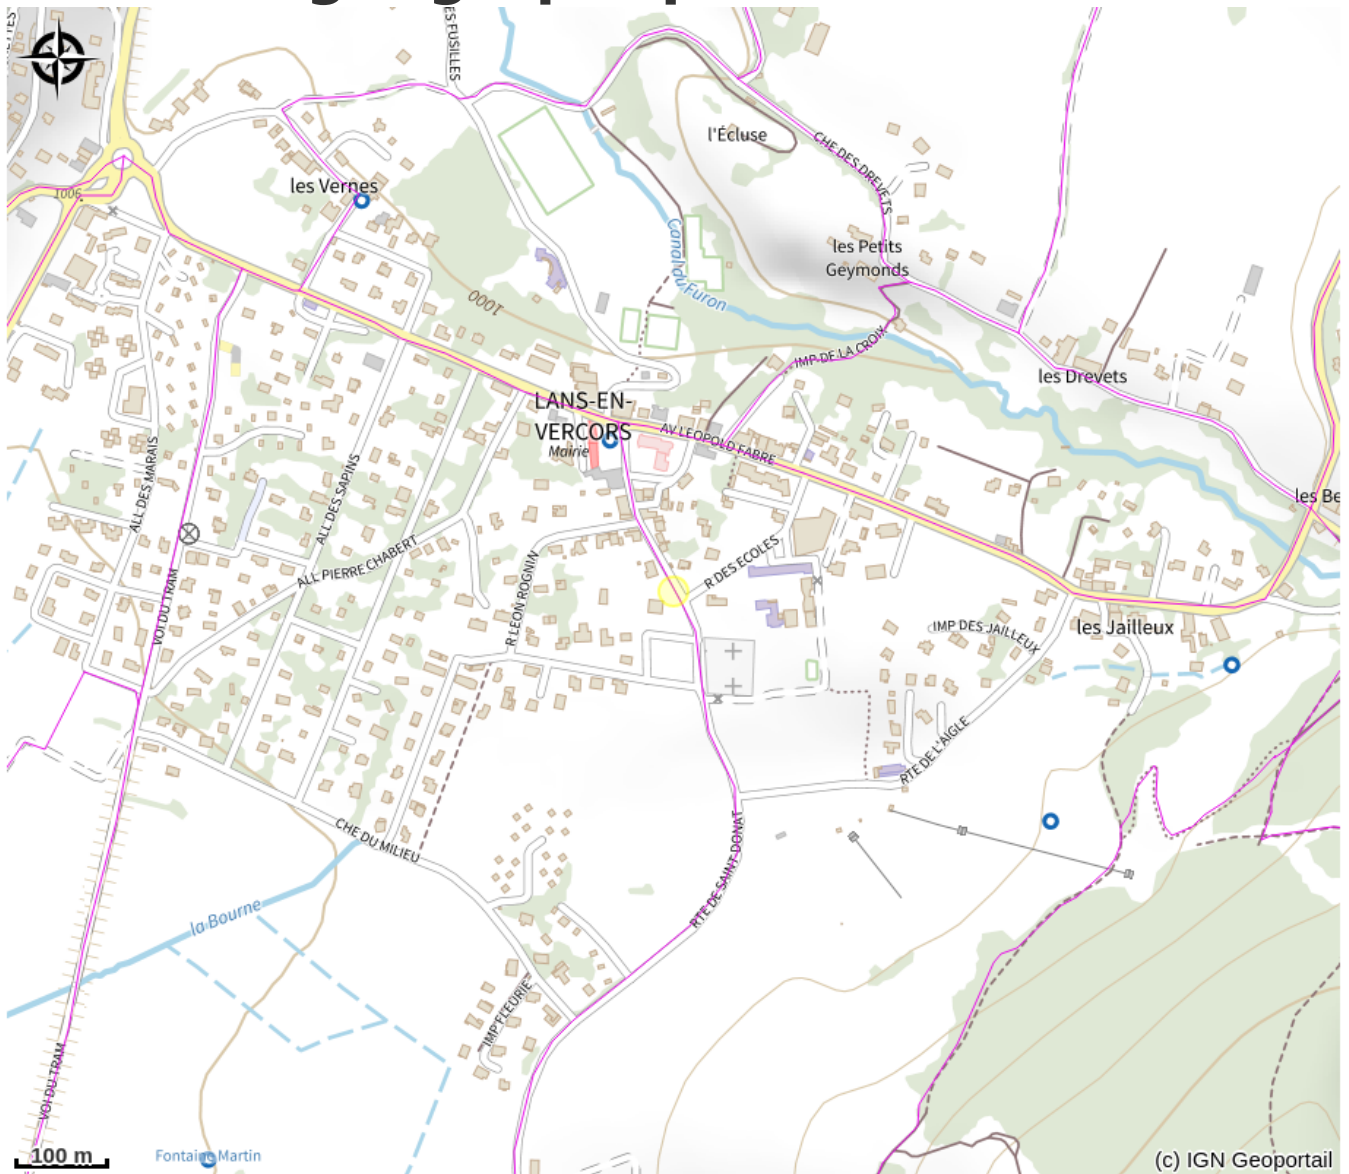 ES FUSILLES
l'Écluse
CHE DES DREVETS
les Vernes
1006
les Petits
Geymonds
Canal du Furon
1000
IMP DE LA CROIX
les Drevets
LANS-EN-
VERCORS
Mairie
AV LEOPOLD FABRE
ALL DES MARAIS
ALL DES SAPINS
les Be
ALL PIERRE CHABERT
R LEON ROGNIN
R DES ECOLES
VOI DU TRAM
IMP DES JAILLEUX
les Jailleux
RTE DE L'AIGLE
CHE DU MILIEU
RTE DE SAINT-DONAT
la Bourne
IMP FLEURIE
VOI DU TRAM
100 m
Fontaine Martin
(c) IGN Geoportail